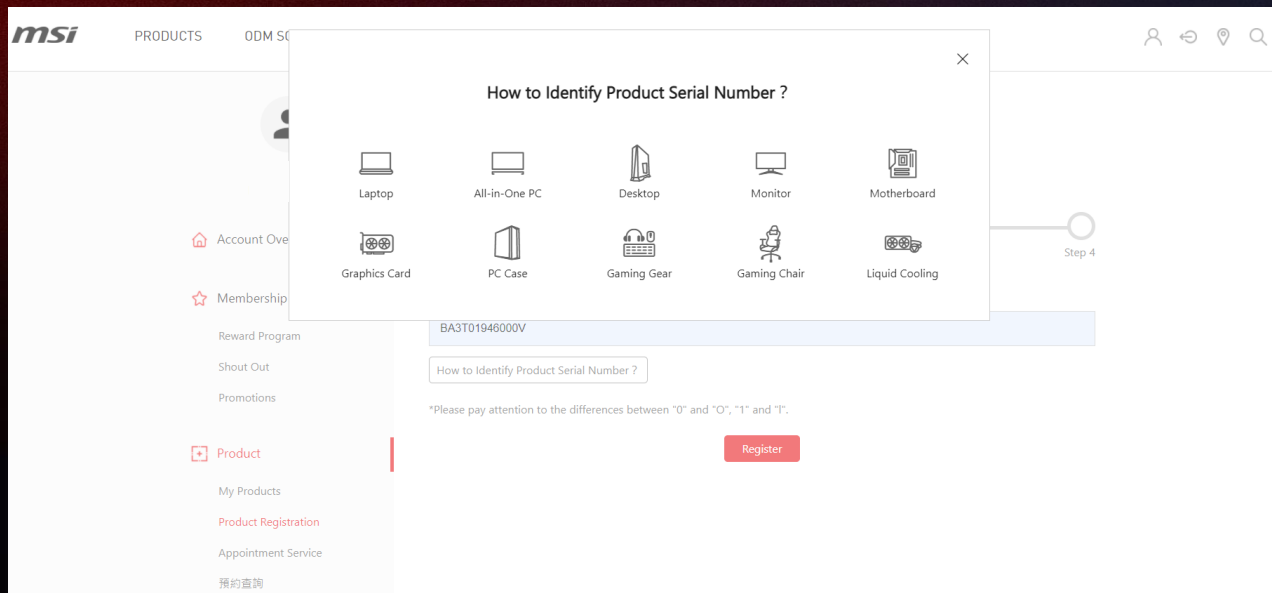 msi PRODUCTS ODM SO
How to Identify Product Serial Number ?
Laptop All-in-One PC Desktop Monitor Motherboard
Graphics Card PC Case Gaming Gear Gaming Chair Liquid Cooling
Account Ove
Step 4
Membership
Reward Program
Shout Out
Promotions
BA3T01946000V
How to Identify Product Serial Number ?
*Please pay attention to the differences between "0" and "O", "1" and "l".
Register
Product
My Products
Product Registration
Appointment Service
預約查詢